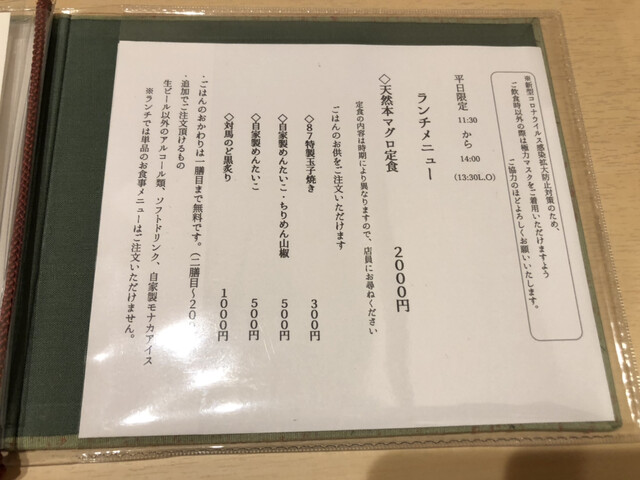 ※新型コロナウイルス感染拡大防止対策のため、
ご飲食時以外の際は極力マスクをご着用いただけますよう
ご協力のほどよろしくお願いいたします。
平日限定 11:30 から 14:00 (13:30L.O)
ランチメニュー
◇天然本マグロ定食 2000円
定食の内容は時期により異なりますので、店員にお尋ねください
ごはんのお供をご注文いただけます
◇87特製玉子焼き 300円
◇自家製めんたいこ・ちりめん山椒 500円
◇自家製めんたいこ 500円
◇対馬のど黒炙り 1000円
・ごはんのおかわりは一膳目まで無料です。（二膳目～20
・追加でご注文頂けるもの
生ビール以外のアルコール類、ソフトドリンク、自家製モナカアイス
※ランチでは単品のお食事メニューはご注文いただけません。